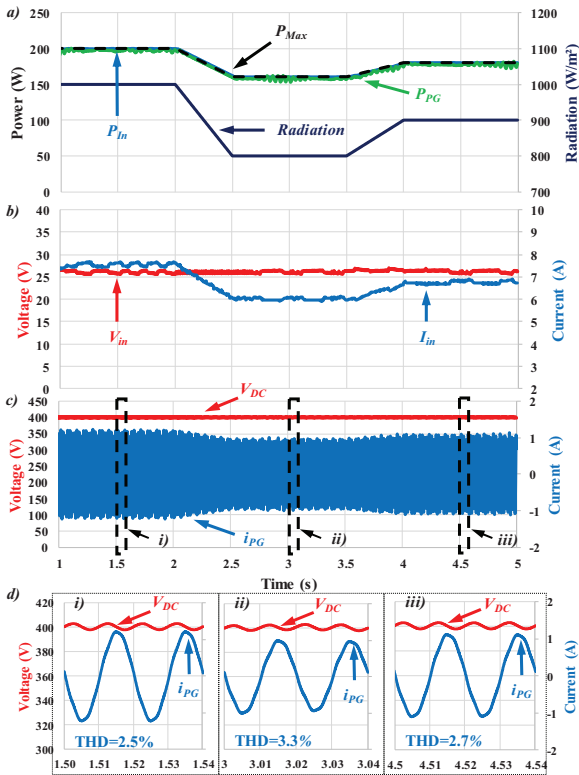 a)
250
200
150
100
50
0
Power (W)
P_Max
P_PG
P_In
Radiation
1200
1100
1000
900
800
700
Radiation (W/m²)
b)
40
35
30
25
20
15
10
5
0
Voltage (V)
V_in
I_in
10
9
8
7
6
5
4
3
2
Current (A)
c)
450
400
350
300
250
200
150
100
50
0
Voltage (V)
V_DC
i_PG
i)
ii)
iii)
2
1
0
-1
-2
Current (A)
1 1.5 2 2.5 3 3.5 4 4.5 5
Time (s)
d)
420
400
380
360
340
320
300
Voltage (V)
i)
V_DC
i_PG
THD=2.5%
ii)
V_DC
i_PG
THD=3.3%
iii)
V_DC
i_PG
THD=2.7%
2
1
0
-1
-2
Current (A)
1.50 1.51 1.52 1.53 1.54
3 3.01 3.02 3.03 3.04
4.5 4.51 4.52 4.53 4.54